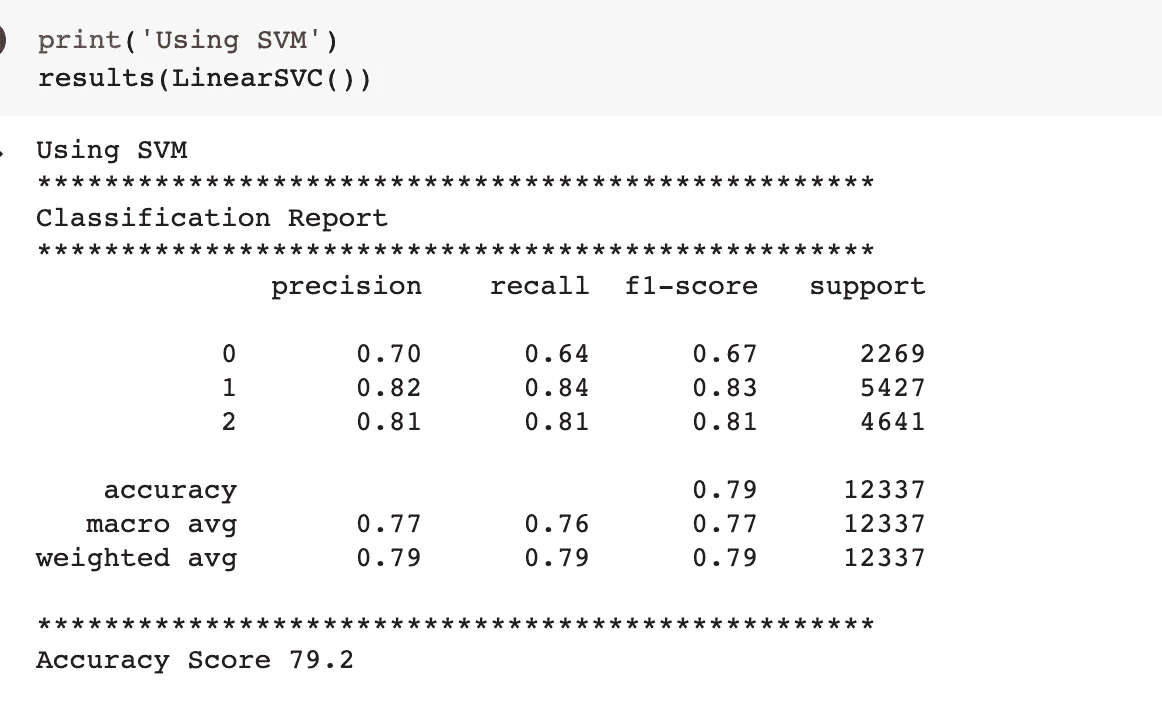 print('Using SVM')
results(LinearSVC())
Using SVM
**************************************************
Classification Report
**************************************************
precision recall f1-score support
0 0.70 0.64 0.67 2269
1 0.82 0.84 0.83 5427
2 0.81 0.81 0.81 4641
accuracy 0.79 12337
macro avg 0.77 0.76 0.77 12337
weighted avg 0.79 0.79 0.79 12337
**************************************************
Accuracy Score 79.2